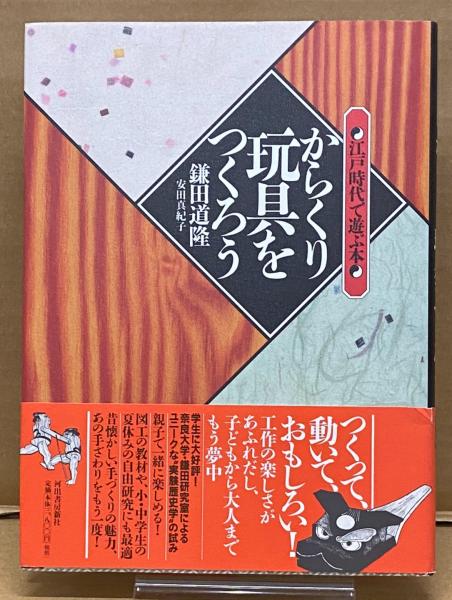 江戸時代で遊ぶ本
からくり
玩具を
つくろう
鎌田道隆
安田真紀子
つくって、
動いて、
おもしろい!
工作の楽しさが
あふれだし、
子どもから大人まで
もう夢中
学生に大好評!
奈良大学鎌田研究室による
ユニークな“実験歴史学”の試み
親子で一緒に楽しめる!
図工の教材や、小・中学生の
夏休みの自由研究にも最適
昔懐かしい手づくりの魅力、
あの手ざわりをもう一度!
河出書房新社